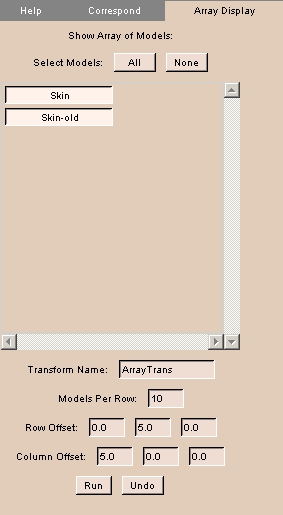 Help Correspond Array Display
Show Array of Models:
Select Models: All None
Skin
Skin-old
Transform Name: ArrayTrans
Models Per Row: 10
Row Offset: 0.0 5.0 0.0
Column Offset: 5.0 0.0 0.0
Run Undo